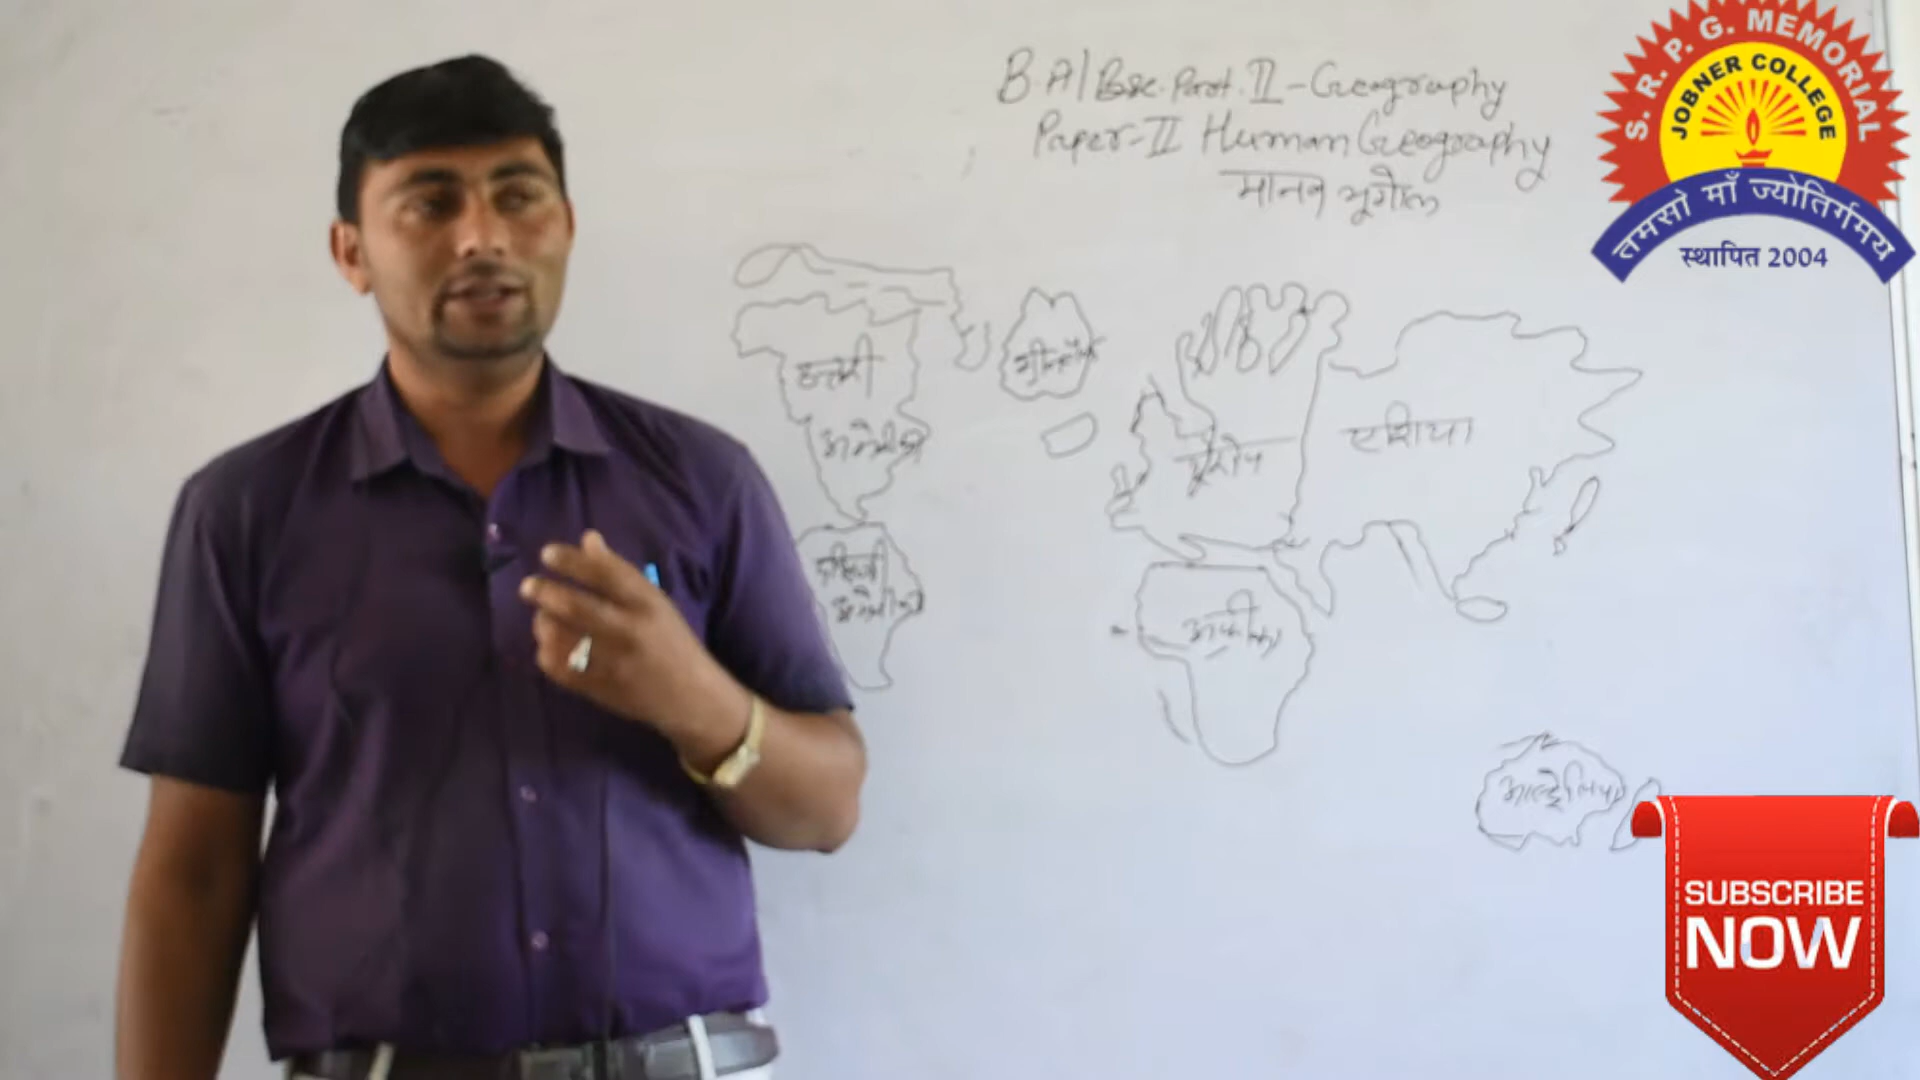 B.A/Bsc. Part. II - Geography
Paper-II Human Geography
मानव भूगोल
S. R. P. G. MEMORIAL
JOBNER COLLEGE
तमसो माँ ज्योतिर्गमय
स्थापित 2004
उत्तरी
अमेरिका
ग्रीनलैंड
यूरोप
एशिया
दक्षिणी
अमेरिका
अफ्रीका
आस्ट्रेलिया
SUBSCRIBE
NOW